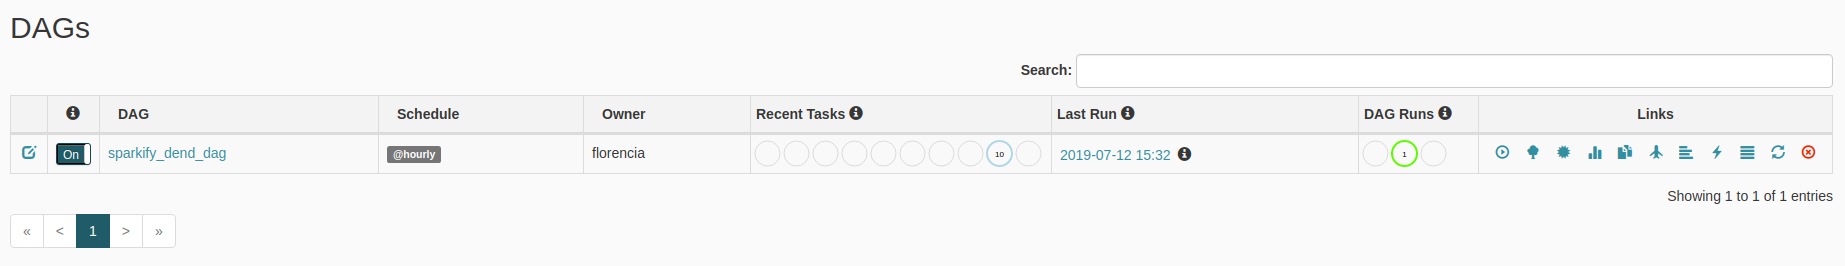 DAGs
Search:
DAG Schedule Owner Recent Tasks Last Run DAG Runs Links
On sparkify_dend_dag @hourly florencia 10 2019-07-12 15:32 1
Showing 1 to 1 of 1 entries
« < 1 > »